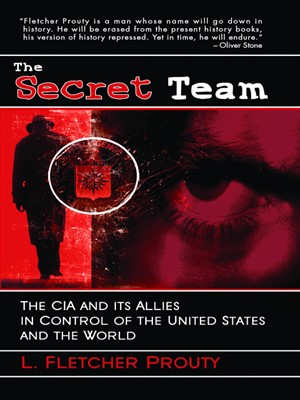 "Fletcher Prouty is a man whose name will go down in
history. He will be erased from the present history books,
his version of history repressed. Yet in time, he will endure."
– Oliver Stone
The
Secret Team
The CIA and its Allies
in Control of the United States
and the World
L. Fletcher Prouty